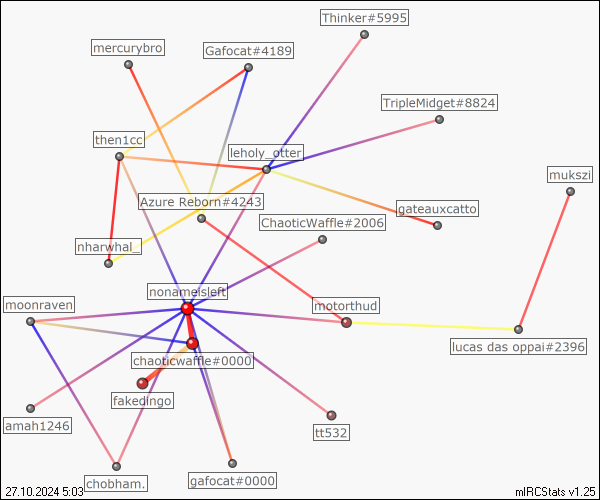 Thinker#5995
mercurybro
Gafocat#4189
TripleMidget#8824
then1cc
leholy_otter
mukszi
Azure Reborn#4243
gateauxcatto
ChaoticWaffle#2006
nharwhal_
nonameisleft
moonraven
motorthud
lucas das oppai#2396
chaoticwaffle#0000
fakedingo
amah1246
tt532
chobham.
gafocat#0000
27.10.2024 5:03
mIRCStats v1.25